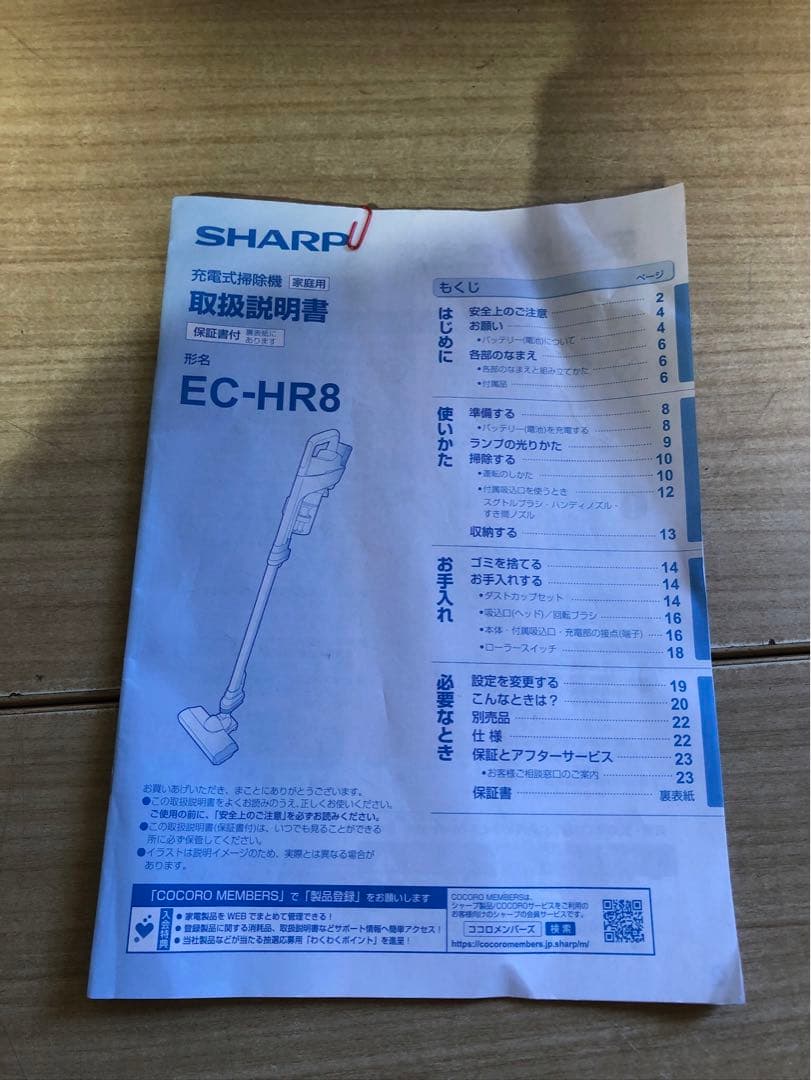 SHARP
充電式掃除機 家庭用
取扱説明書
保証書付 裏表紙に
あります
形名
EC-HR8
もくじ ページ
はじめに
安全上のご注意 2
お願い 4
•バッテリー(電池)について 4
各部のなまえ 6
•各部のなまえと組み立てかた 6
•付属品 6
使いかた
準備する 8
•バッテリー(電池)を充電する 8
ランプの光りかた 9
掃除する 10
•運転のしかた 10
•付属吸込口を使うとき 12
スグトルブラシ・ハンディノズル・
すき間ノズル
収納する 13
お手入れ
ゴミを捨てる 14
お手入れする 14
•ダストカップセット 14
•吸込口(ヘッド)/回転ブラシ 16
•本体・付属吸込口・充電部の接点(端子) 16
•ローラースイッチ 18
必要なとき
設定を変更する 19
こんなときは? 20
別売品 22
仕様 22
保証とアフターサービス 23
•お客様ご相談窓口のご案内 23
保証書 裏表紙
お買いあげいただき、まことにありがとうございます。
●この取扱説明書をよくお読みのうえ、正しくお使いください。
ご使用の前に、「安全上のご注意」を必ずお読みください。
●この取扱説明書(保証書付)は、いつでも見ることができる
所に必ず保管してください。
●イラストは説明イメージのため、実際とは異なる場合が
あります。
「COCORO MEMBERS」で「製品登録」をお願いします
入会特典
● 家電製品をWEBでまとめて管理できる!
● 登録製品に関する消耗品、取扱説明書などサポート情報へ簡単アクセス!
● 当社製品などが当たる抽選応募用「わくわくポイント」を進呈!
COCORO MEMBERSは、
シャープ製品/COCOROサービスをご利用の
お客様向けのシャープの会員サービスです。
ココロメンバーズ 検索
https://cocoromembers.jp.sharp/m/